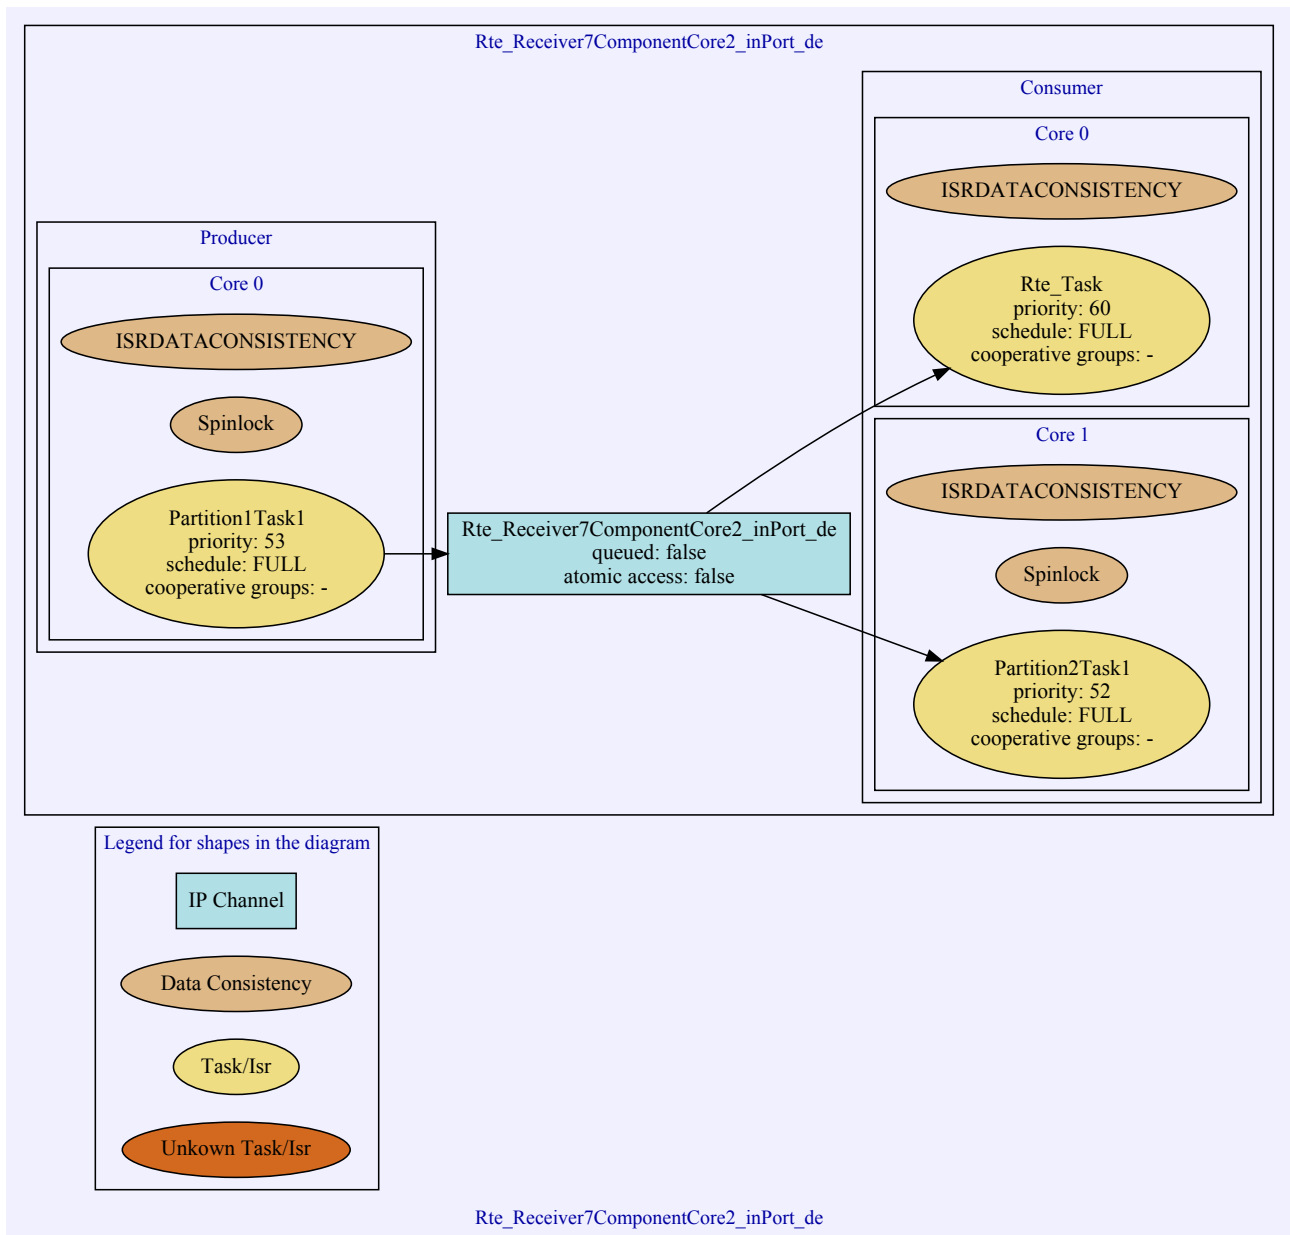 Rte_Receiver7ComponentCore2_inPort_de
Producer
Core 0
ISRDATACONSISTENCY
Spinlock
Partition1Task1
priority: 53
schedule: FULL
cooperative groups: -
Rte_Receiver7ComponentCore2_inPort_de
queued: false
atomic access: false
Consumer
Core 0
ISRDATACONSISTENCY
Rte_Task
priority: 60
schedule: FULL
cooperative groups: -
Core 1
ISRDATACONSISTENCY
Spinlock
Partition2Task1
priority: 52
schedule: FULL
cooperative groups: -
Legend for shapes in the diagram
IP Channel
Data Consistency
Task/Isr
Unkown Task/Isr
Rte_Receiver7ComponentCore2_inPort_de